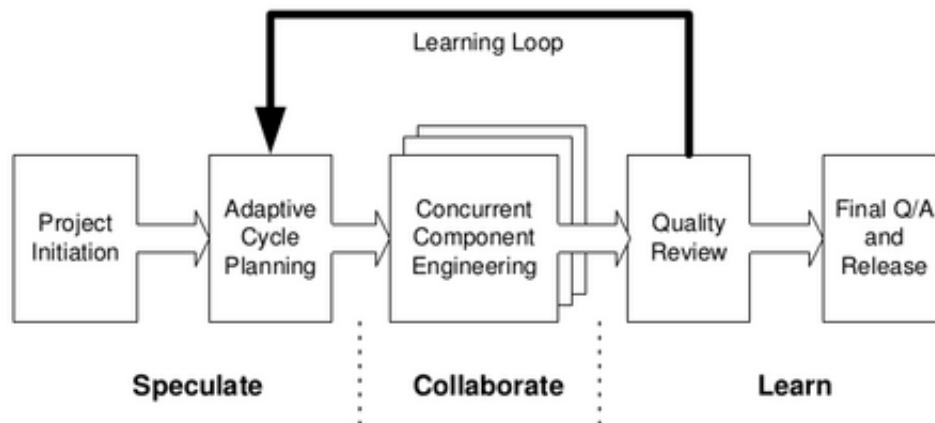 Learning Loop
Project
Initiation
Adaptive
Cycle
Planning
Concurrent
Component
Engineering
Quality
Review
Final Q/A
and
Release
Speculate
Collaborate
Learn